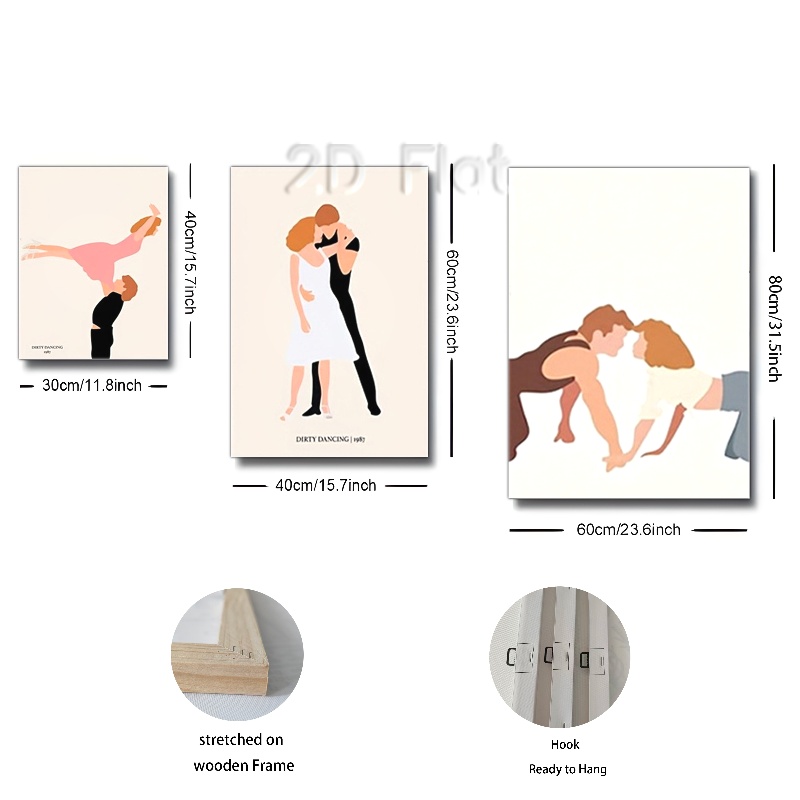 2D Flat
40cm/15.7inch
DIRTY DANCING
1987
30cm/11.8inch
60cm/23.6inch
DIRTY DANCING | 1987
40cm/15.7inch
80cm/31.5inch
60cm/23.6inch
stretched on
wooden Frame
Hook
Ready to Hang